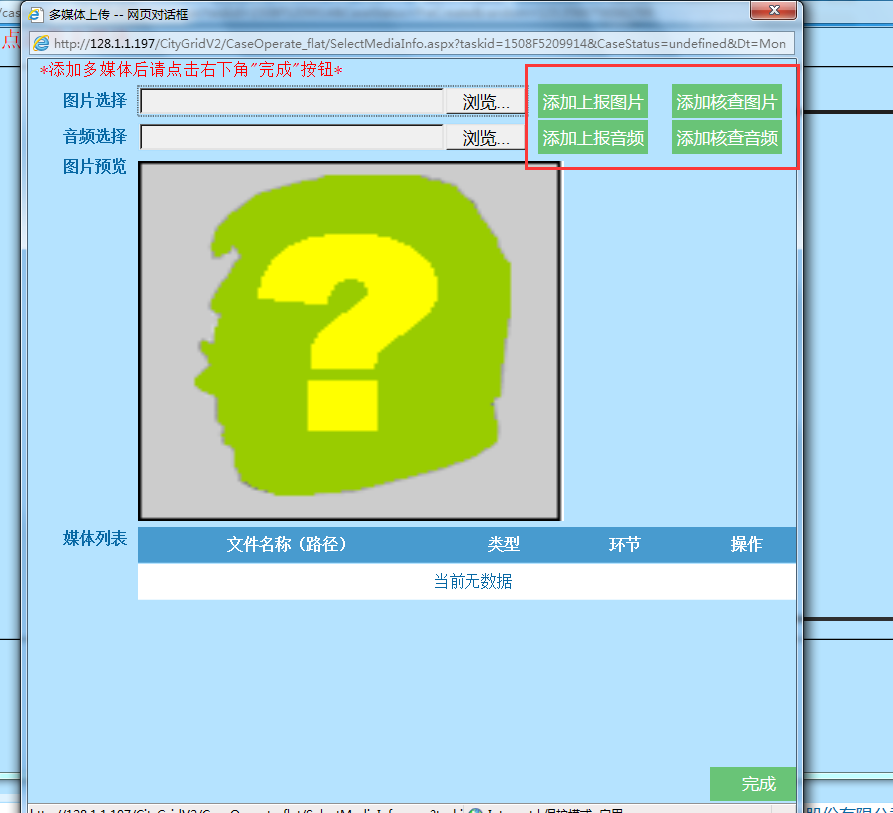 多媒体上传 -- 网页对话框
http://128.1.1.197/CityGridV2/CaseOperate_flat/SelectMediaInfo.aspx?taskid=1508F5209914&CaseStatus=undefined&Dt=Mon
*添加多媒体后请点击右下角"完成"按钮*
图片选择 浏览... 添加上报图片 添加核查图片
音频选择 浏览... 添加上报音频 添加核查音频
图片预览
媒体列表 文件名称（路径） 类型 环节 操作
当前无数据
完成